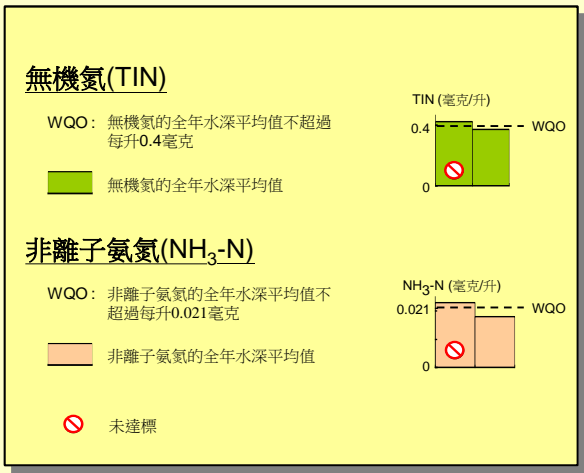 無機氮(TIN)
WQO : 無機氮的全年水深平均值不超過
每升0.4毫克
無機氮的全年水深平均值
TIN (毫克/升)
0.4
WQO
0
非離子氨氮(NH₃-N)
WQO : 非離子氨氮的全年水深平均值不
超過每升0.021毫克
非離子氨氮的全年水深平均值
NH₃-N (毫克/升)
0.021
WQO
0
未達標